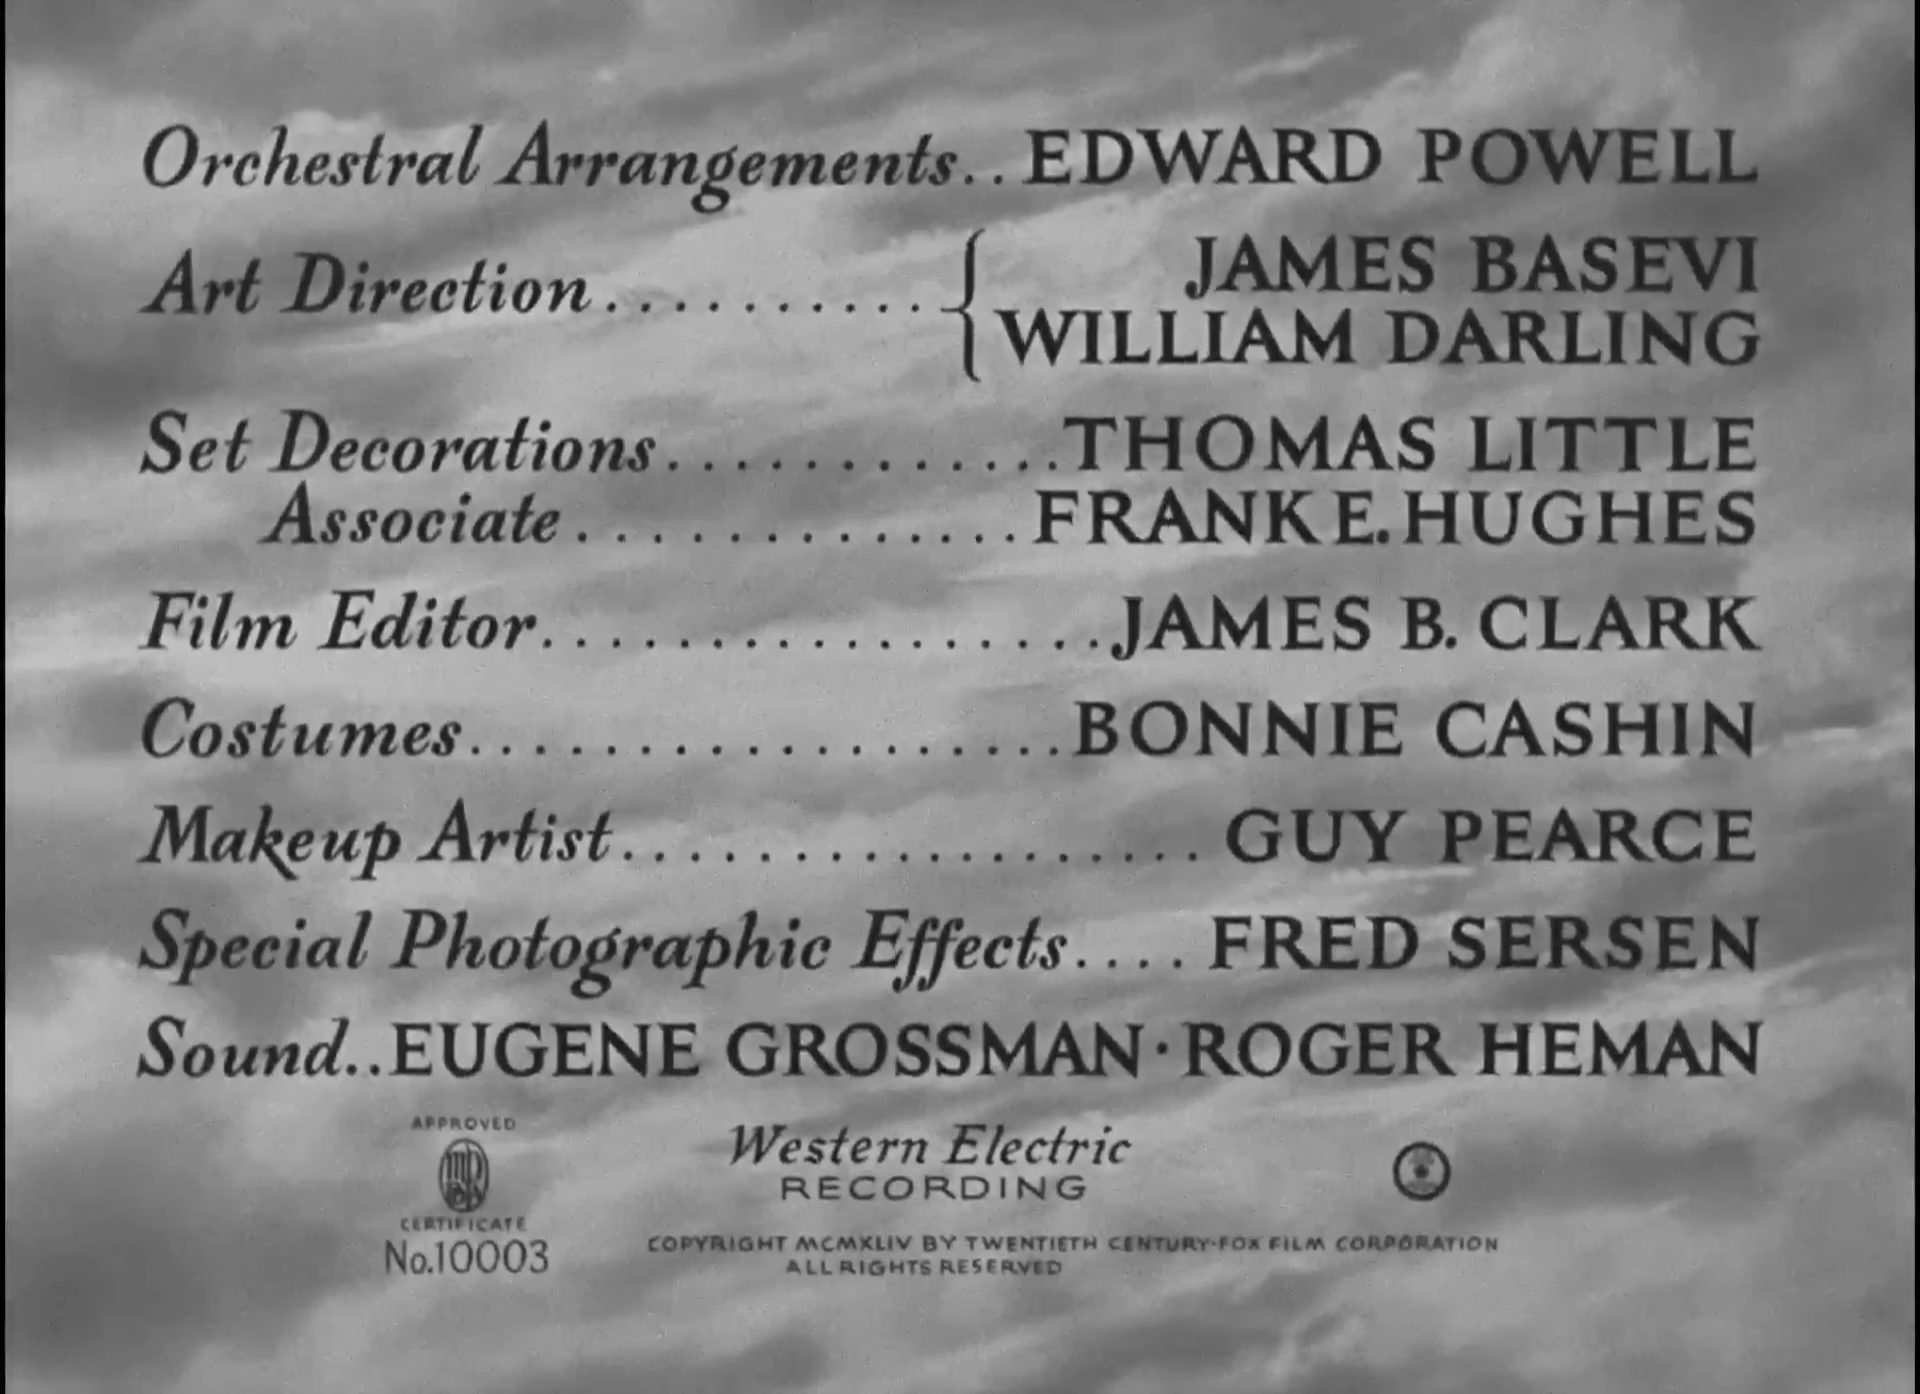 Orchestral Arrangements.. EDWARD POWELL
Art Direction.......... { JAMES BASEVI
WILLIAM DARLING
Set Decorations.............THOMAS LITTLE
Associate..............FRANK E. HUGHES
Film Editor.................JAMES B. CLARK
Costumes...................BONNIE CASHIN
Makeup Artist................... GUY PEARCE
Special Photographic Effects.... FRED SERSEN
Sound..EUGENE GROSSMAN · ROGER HEMAN
APPROVED
CERTIFICATE
No.10003
Western Electric
RECORDING
COPYRIGHT MCMXLIV BY TWENTIETH CENTURY-FOX FILM CORPORATION
ALL RIGHTS RESERVED